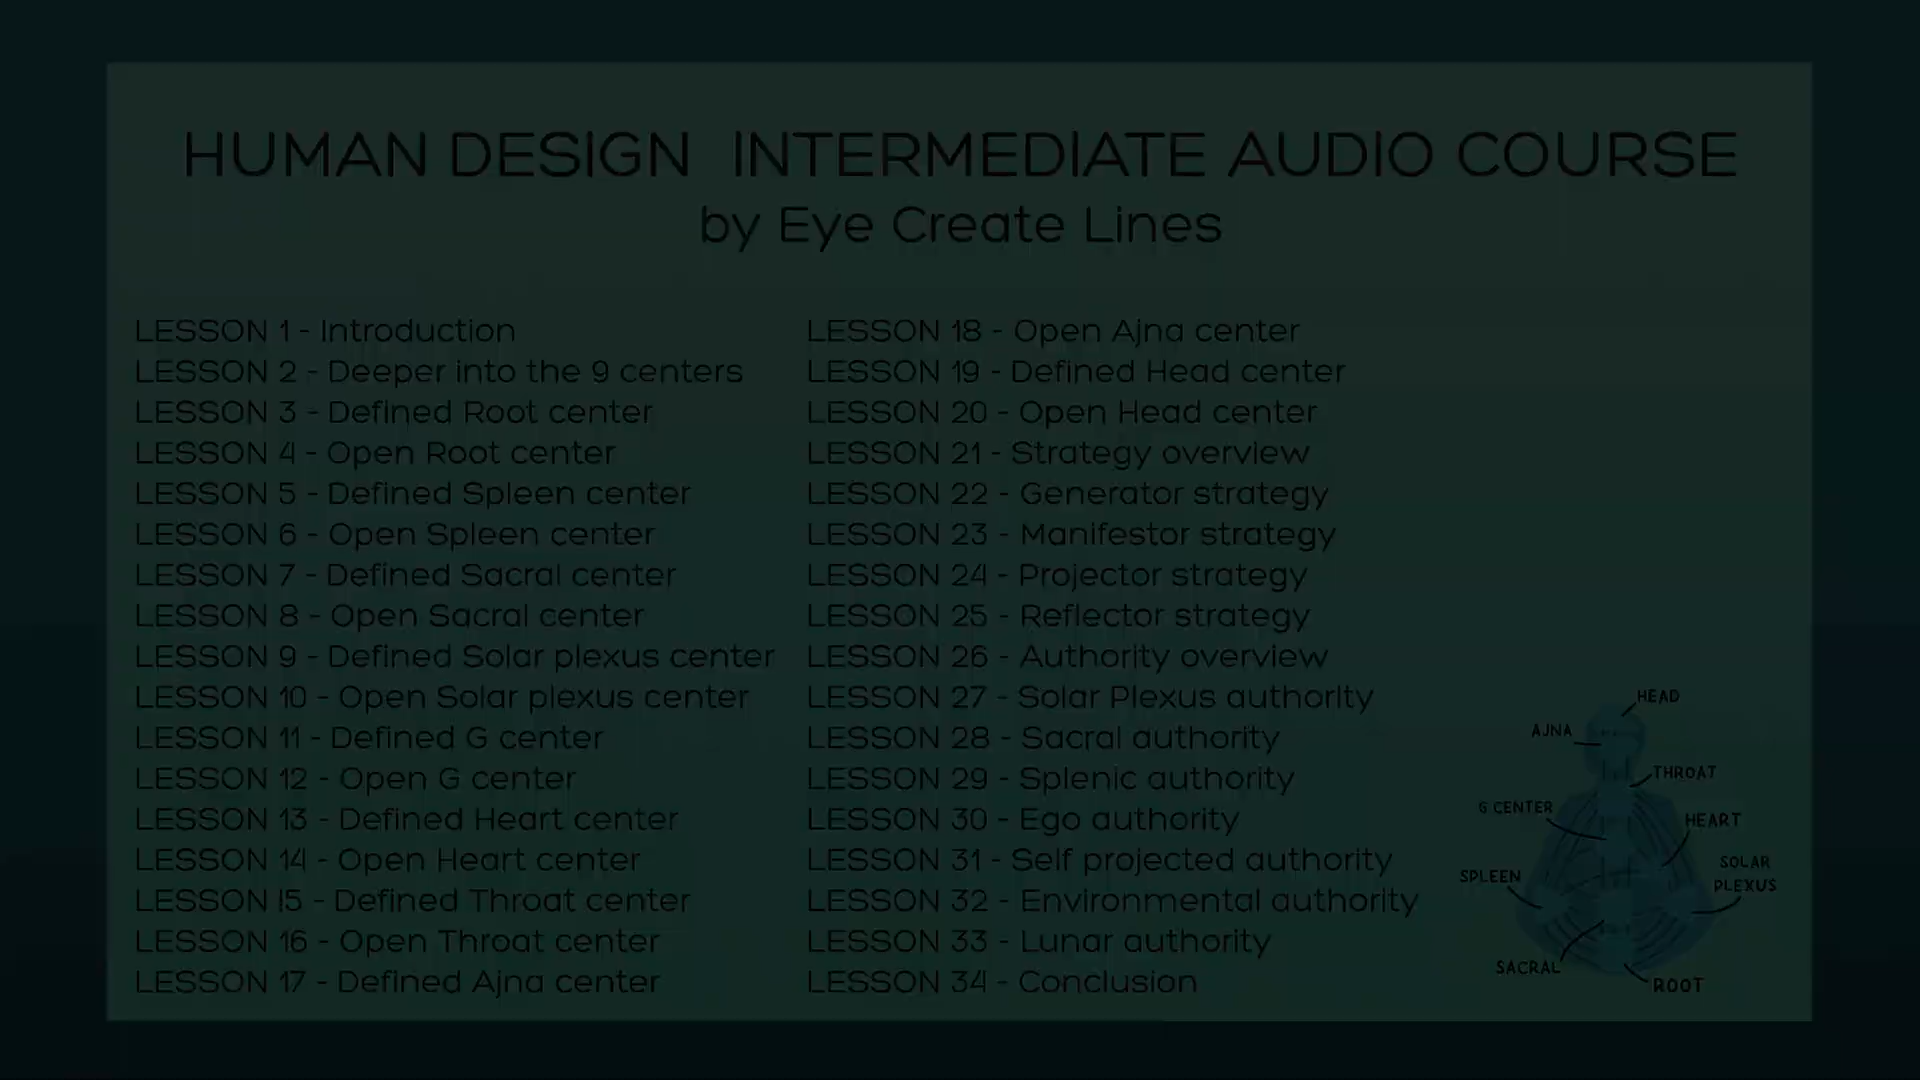 HUMAN DESIGN INTERMEDIATE AUDIO COURSE
by Eye Create Lines
LESSON 1 - Introduction
LESSON 2 - Deeper into the 9 centers
LESSON 3 - Defined Root center
LESSON 4 - Open Root center
LESSON 5 - Defined Spleen center
LESSON 6 - Open Spleen center
LESSON 7 - Defined Sacral center
LESSON 8 - Open Sacral center
LESSON 9 - Defined Solar plexus center
LESSON 10 - Open Solar plexus center
LESSON 11 - Defined G center
LESSON 12 - Open G center
LESSON 13 - Defined Heart center
LESSON 14 - Open Heart center
LESSON 15 - Defined Throat center
LESSON 16 - Open Throat center
LESSON 17 - Defined Ajna center
LESSON 18 - Open Ajna center
LESSON 19 - Defined Head center
LESSON 20 - Open Head center
LESSON 21 - Strategy overview
LESSON 22 - Generator strategy
LESSON 23 - Manifestor strategy
LESSON 24 - Projector strategy
LESSON 25 - Reflector strategy
LESSON 26 - Authority overview
LESSON 27 - Solar Plexus authority
LESSON 28 - Sacral authority
LESSON 29 - Splenic authority
LESSON 30 - Ego authority
LESSON 31 - Self projected authority
LESSON 32 - Environmental authority
LESSON 33 - Lunar authority
LESSON 34 - Conclusion
HEAD
AJNA
THROAT
G CENTER
HEART
SOLAR
PLEXUS
SPLEEN
SACRAL
ROOT